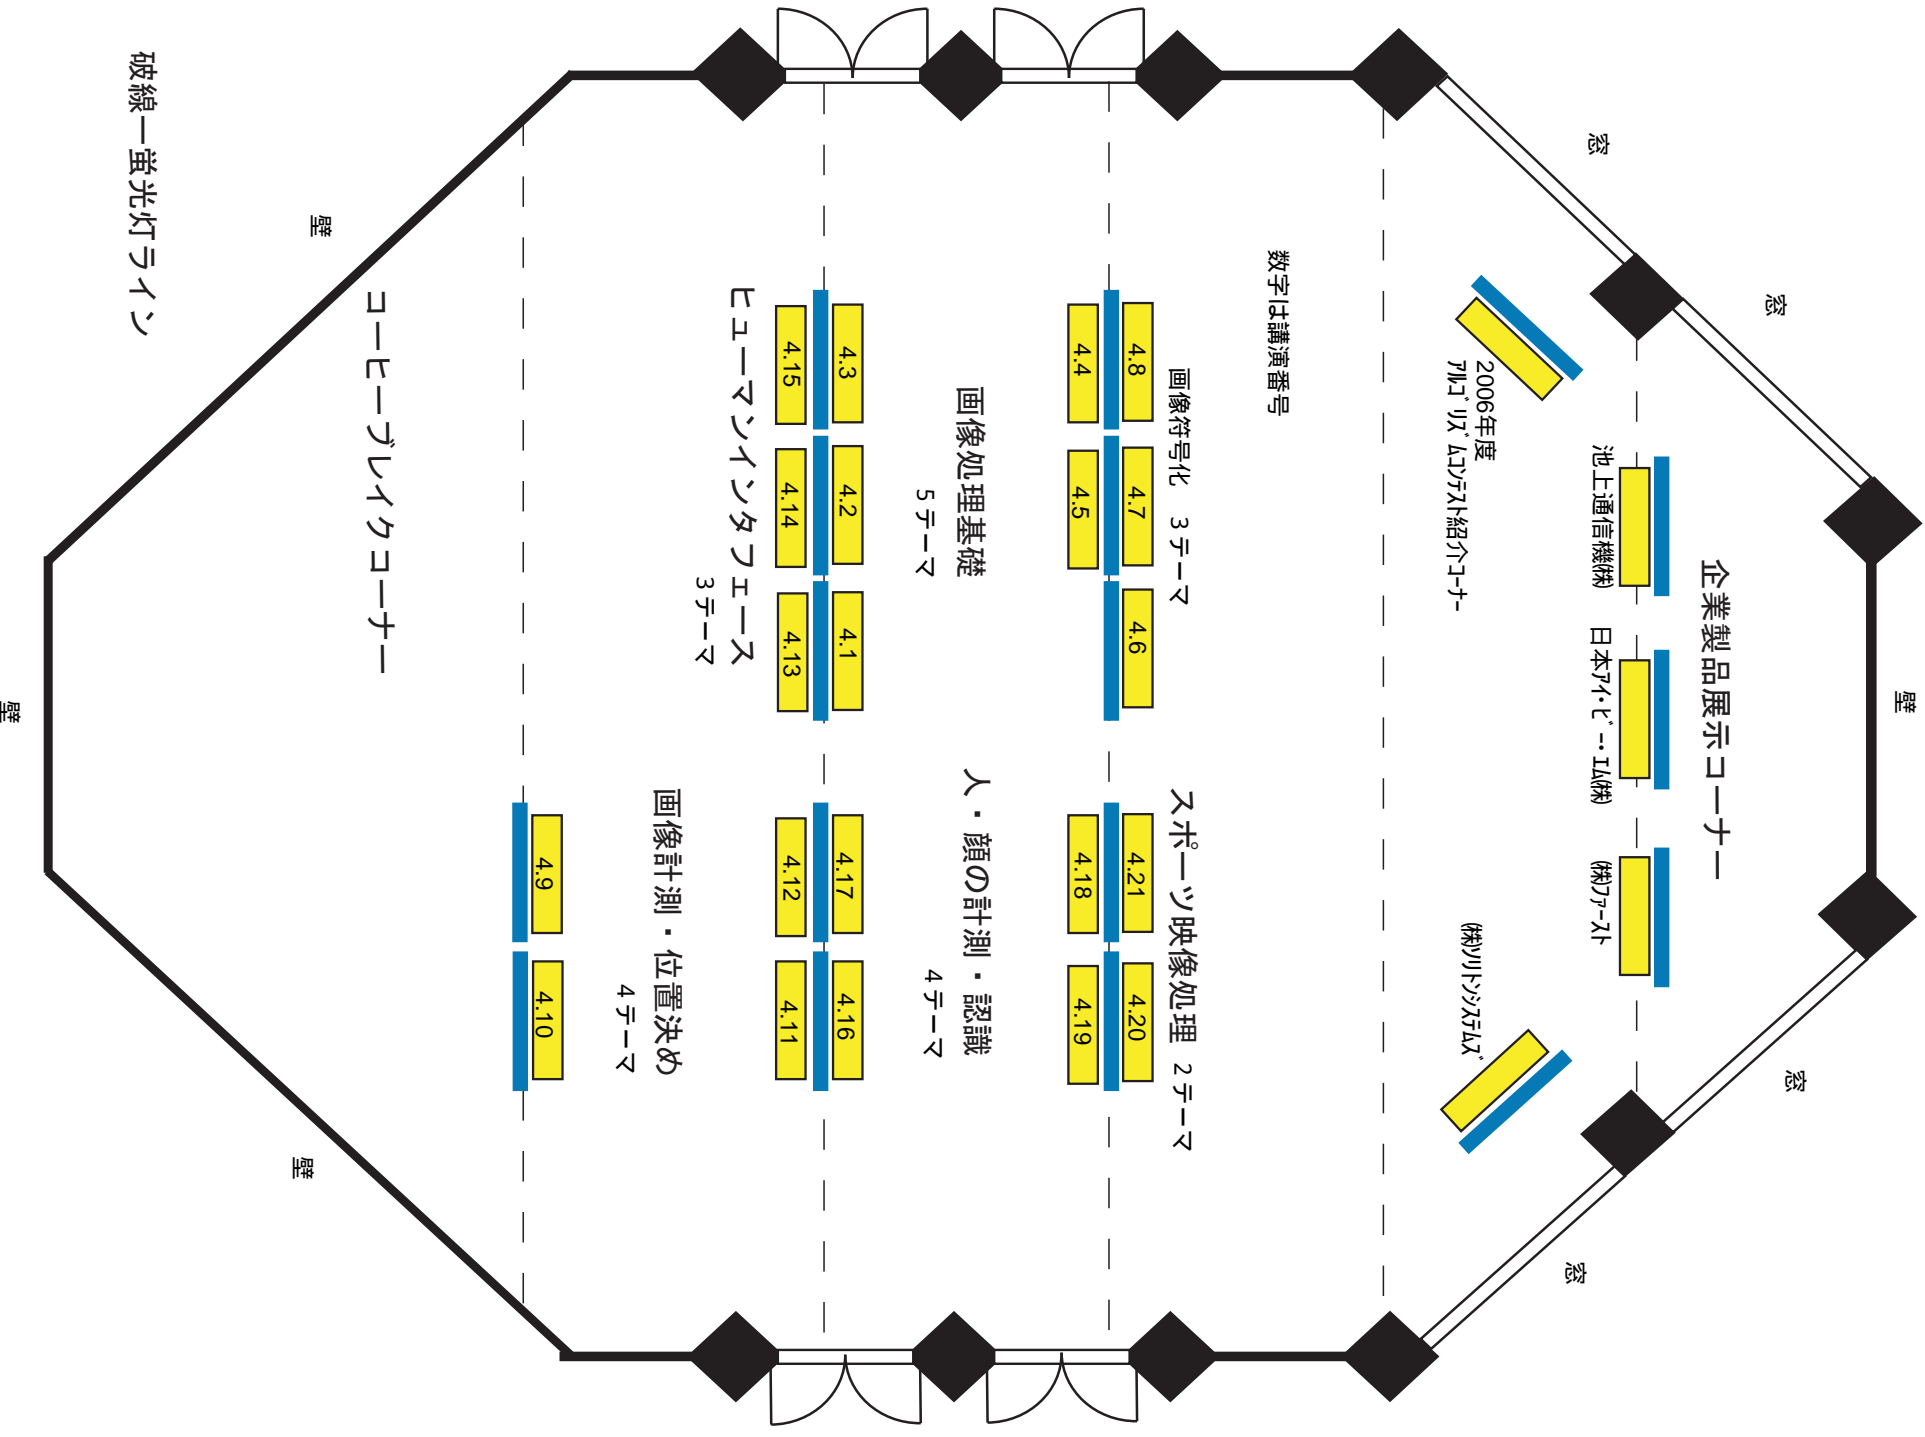 壁
企業製品展示コーナー
池上通信機(株)
日本アイ・ビー・エム(株)
(株)ファースト
窓
窓
窓
窓
2006年度
アルゴリズムコンテスト紹介コーナー
(株)リトンシステムズ
数字は講演番号
画像符号化 3テーマ
スポーツ映像処理 2テーマ
4.8
4.7
4.6
4.21
4.20
4.4
4.5
4.18
4.19
画像処理基礎
5テーマ
人・顔の計測・認識
4テーマ
4.3
4.2
4.1
4.17
4.16
4.15
4.14
4.13
4.12
4.11
ヒューマンインタフェース
3テーマ
画像計測・位置決め
4テーマ
4.9
4.10
コーヒーブレイクコーナー
壁
壁
破線ー蛍光灯ライン
壁